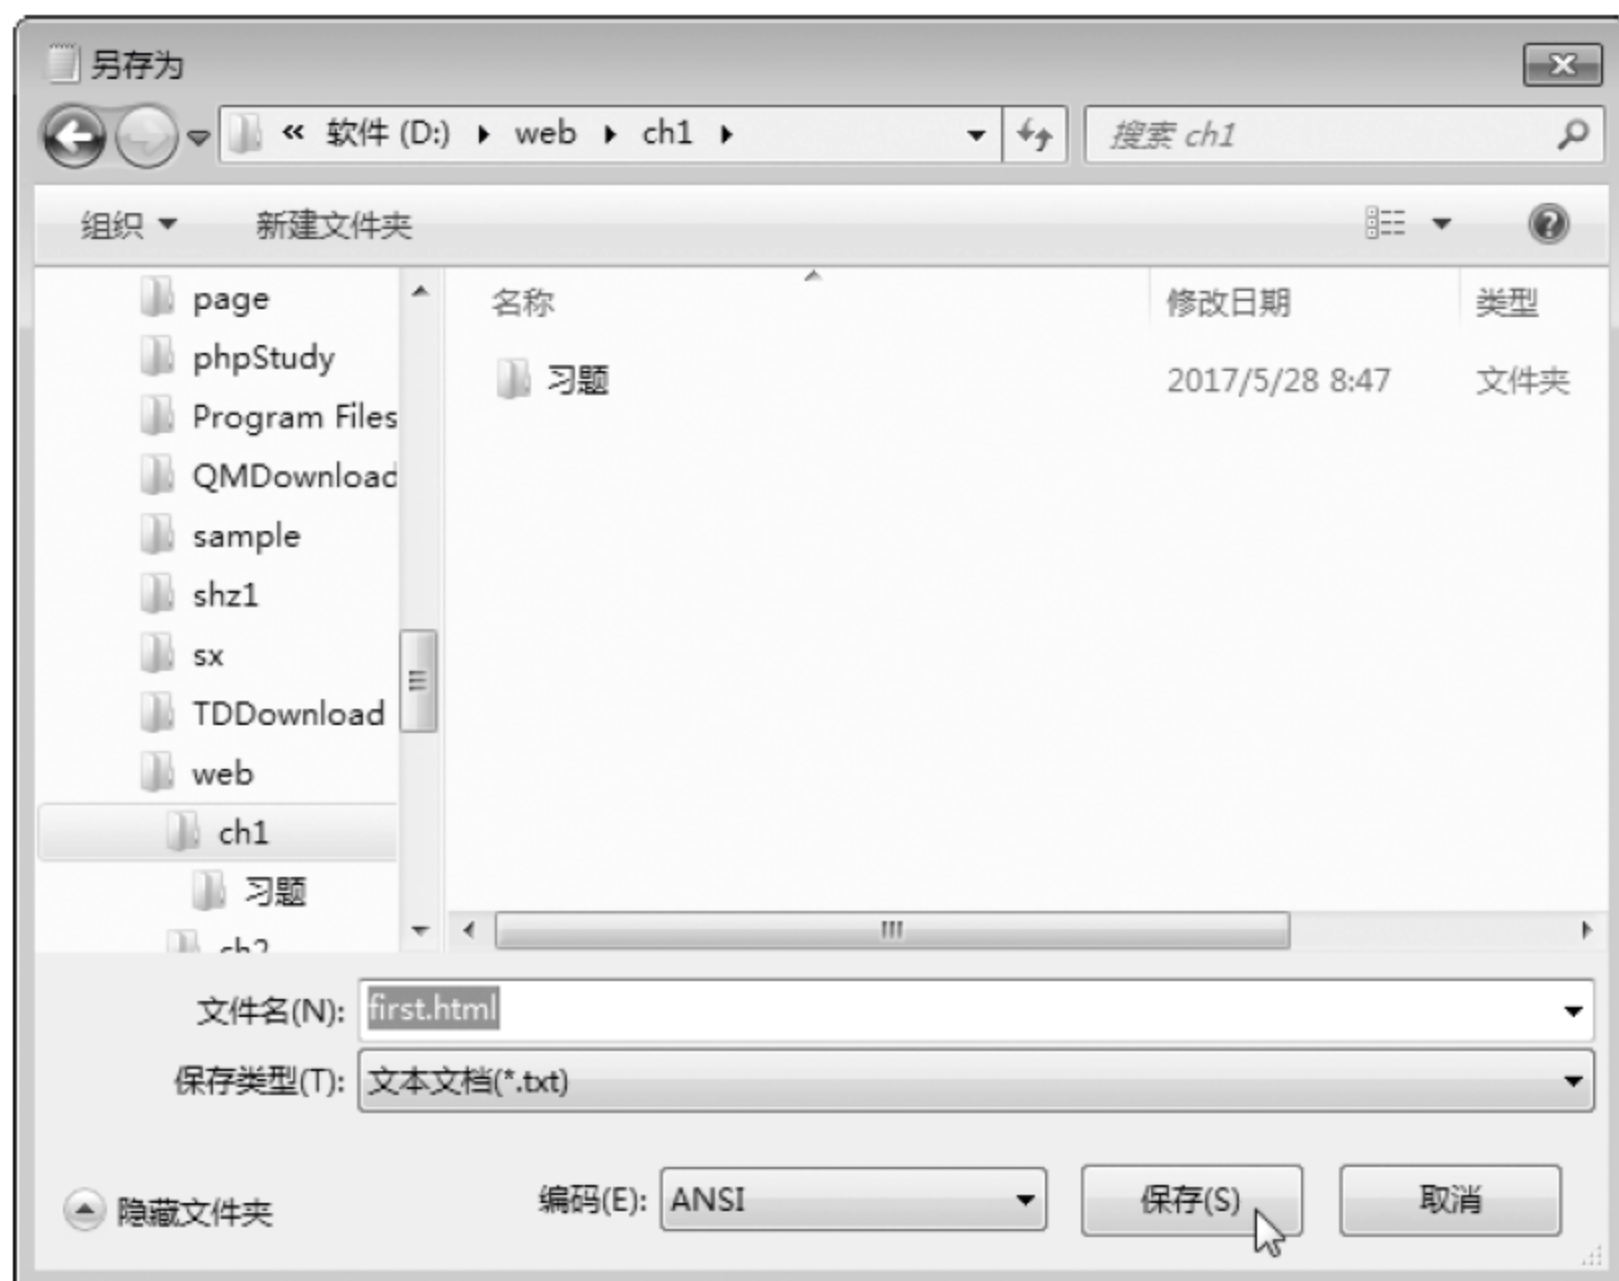 另存为
« 软件 (D:) web ch1
搜索 ch1
组织 新建文件夹
page
phpStudy
Program Files
QMDownload
sample
shz1
sx
TDDownload
web
ch1
习题
ch2
名称 修改日期 类型
习题 2017/5/28 8:47 文件夹
文件名(N): first.html
保存类型(T): 文本文档(*.txt)
隐藏文件夹 编码(E): ANSI 保存(S) 取消